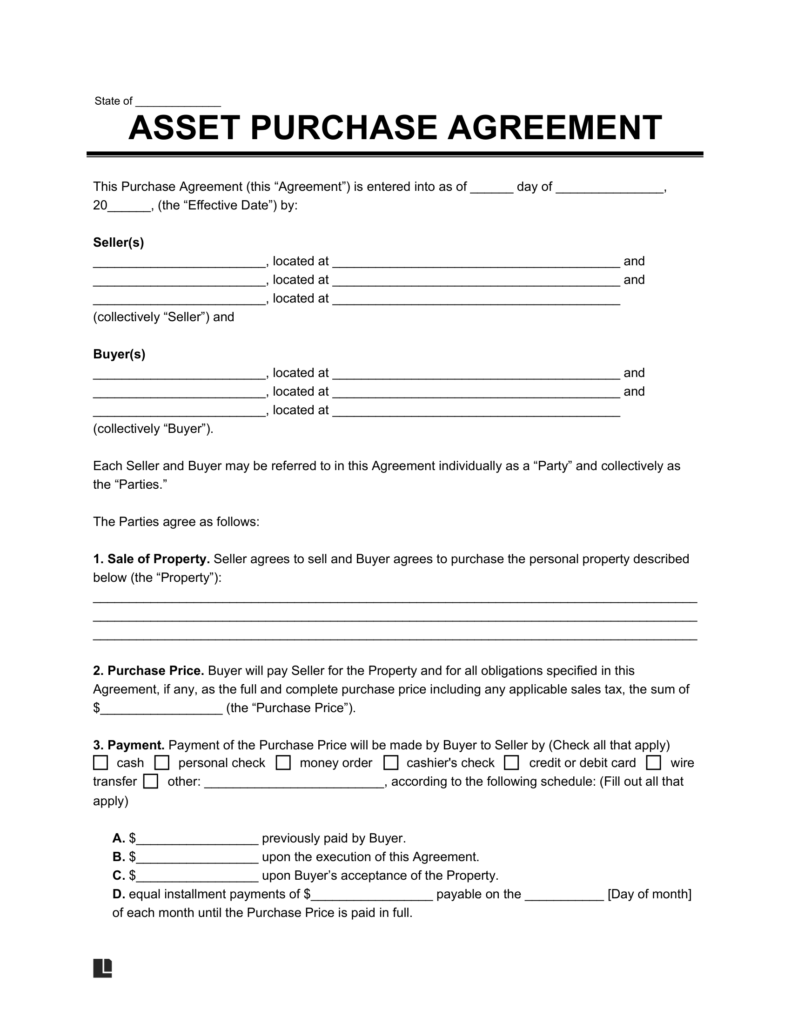 State of ______________
ASSET PURCHASE AGREEMENT
This Purchase Agreement (this “Agreement”) is entered into as of ______ day of _______________,
20______, (the “Effective Date”) by:
Seller(s)
________________________, located at ________________________________________ and
________________________, located at ________________________________________ and
________________________, located at ________________________________________
(collectively “Seller”) and
Buyer(s)
________________________, located at ________________________________________ and
________________________, located at ________________________________________ and
________________________, located at ________________________________________
(collectively “Buyer”).
Each Seller and Buyer may be referred to in this Agreement individually as a “Party” and collectively as
the “Parties.”
The Parties agree as follows:
1. Sale of Property. Seller agrees to sell and Buyer agrees to purchase the personal property described
below (the “Property”):
____________________________________________________________________________________
____________________________________________________________________________________
____________________________________________________________________________________
2. Purchase Price. Buyer will pay Seller for the Property and for all obligations specified in this
Agreement, if any, as the full and complete purchase price including any applicable sales tax, the sum of
$_________________ (the “Purchase Price”).
3. Payment. Payment of the Purchase Price will be made by Buyer to Seller by (Check all that apply)
☐ cash ☐ personal check ☐ money order ☐ cashier's check ☐ credit or debit card ☐ wire
transfer ☐ other: _________________________, according to the following schedule: (Fill out all that
apply)
A. $_________________ previously paid by Buyer.
B. $_________________ upon the execution of this Agreement.
C. $_________________ upon Buyer’s acceptance of the Property.
D. equal installment payments of $_________________ payable on the ___________ [Day of month]
of each month until the Purchase Price is paid in full.